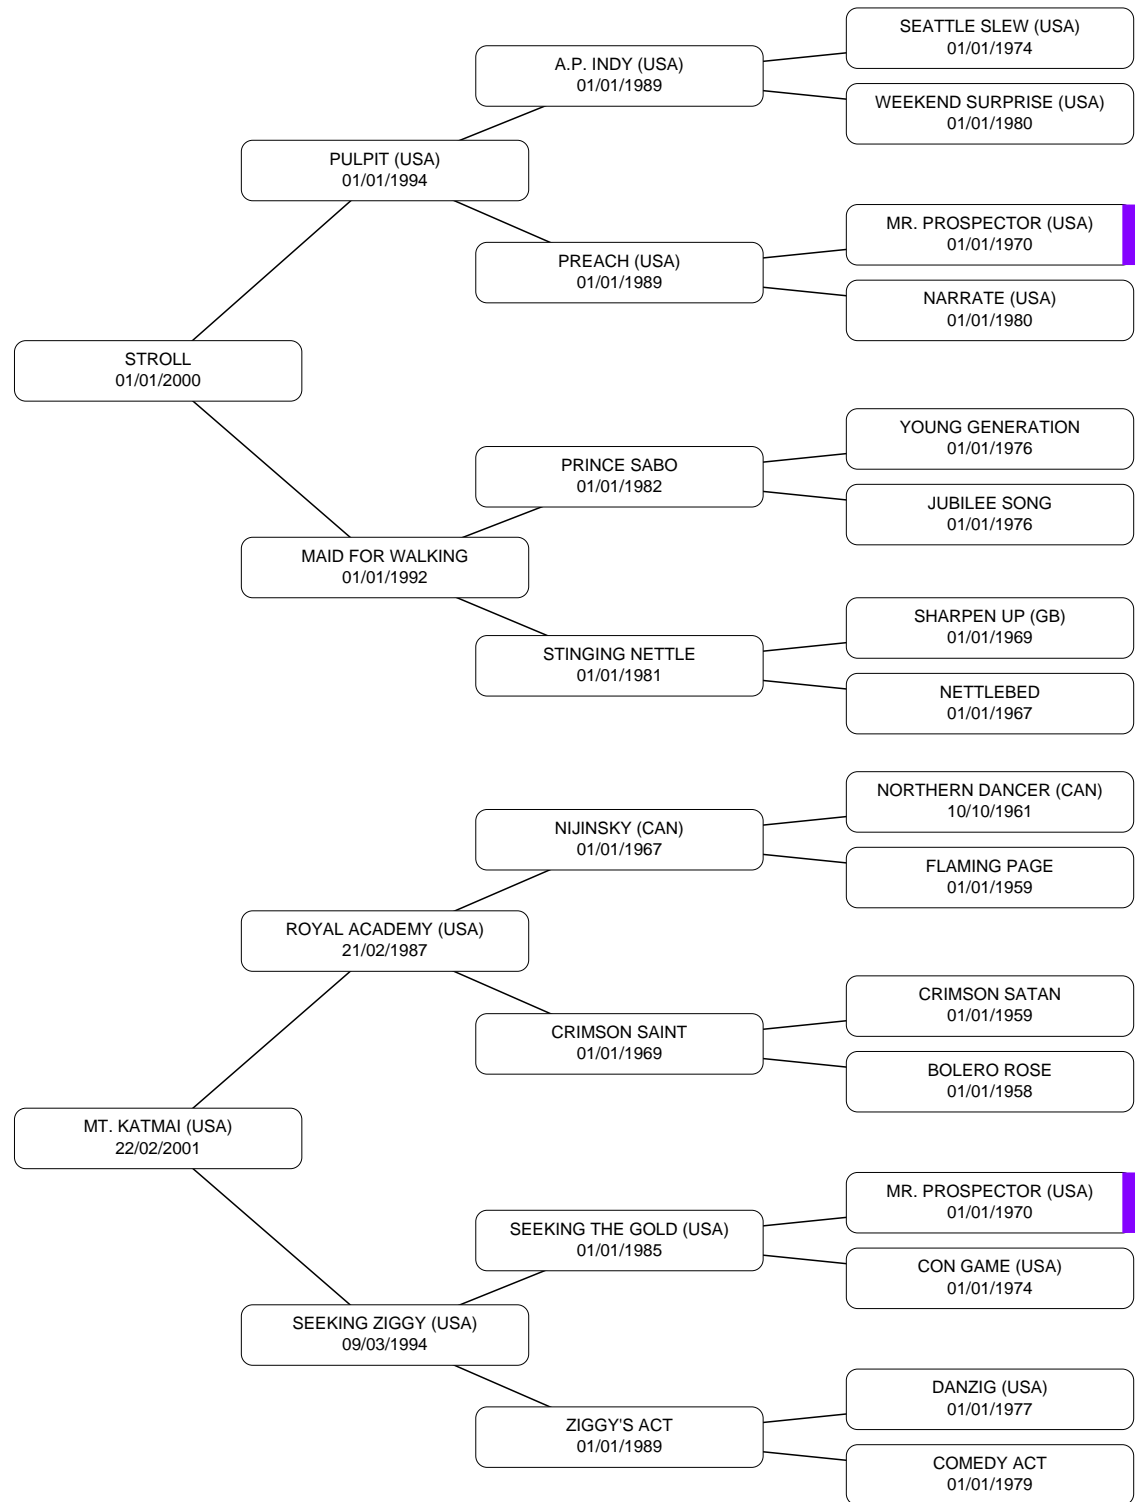 SEATTLE SLEW (USA)
01/01/1974
A.P. INDY (USA)
01/01/1989
WEEKEND SURPRISE (USA)
01/01/1980
PULPIT (USA)
01/01/1994
MR. PROSPECTOR (USA)
01/01/1970
PREACH (USA)
01/01/1989
NARRATE (USA)
01/01/1980
STROLL
01/01/2000
YOUNG GENERATION
01/01/1976
PRINCE SABO
01/01/1982
JUBILEE SONG
01/01/1976
MAID FOR WALKING
01/01/1992
SHARPEN UP (GB)
01/01/1969
STINGING NETTLE
01/01/1981
NETTLEBED
01/01/1967
NORTHERN DANCER (CAN)
10/10/1961
NIJINSKY (CAN)
01/01/1967
FLAMING PAGE
01/01/1959
ROYAL ACADEMY (USA)
21/02/1987
CRIMSON SATAN
01/01/1959
CRIMSON SAINT
01/01/1969
BOLERO ROSE
01/01/1958
MT. KATMAI (USA)
22/02/2001
MR. PROSPECTOR (USA)
01/01/1970
SEEKING THE GOLD (USA)
01/01/1985
CON GAME (USA)
01/01/1974
SEEKING ZIGGY (USA)
09/03/1994
DANZIG (USA)
01/01/1977
ZIGGY'S ACT
01/01/1989
COMEDY ACT
01/01/1979